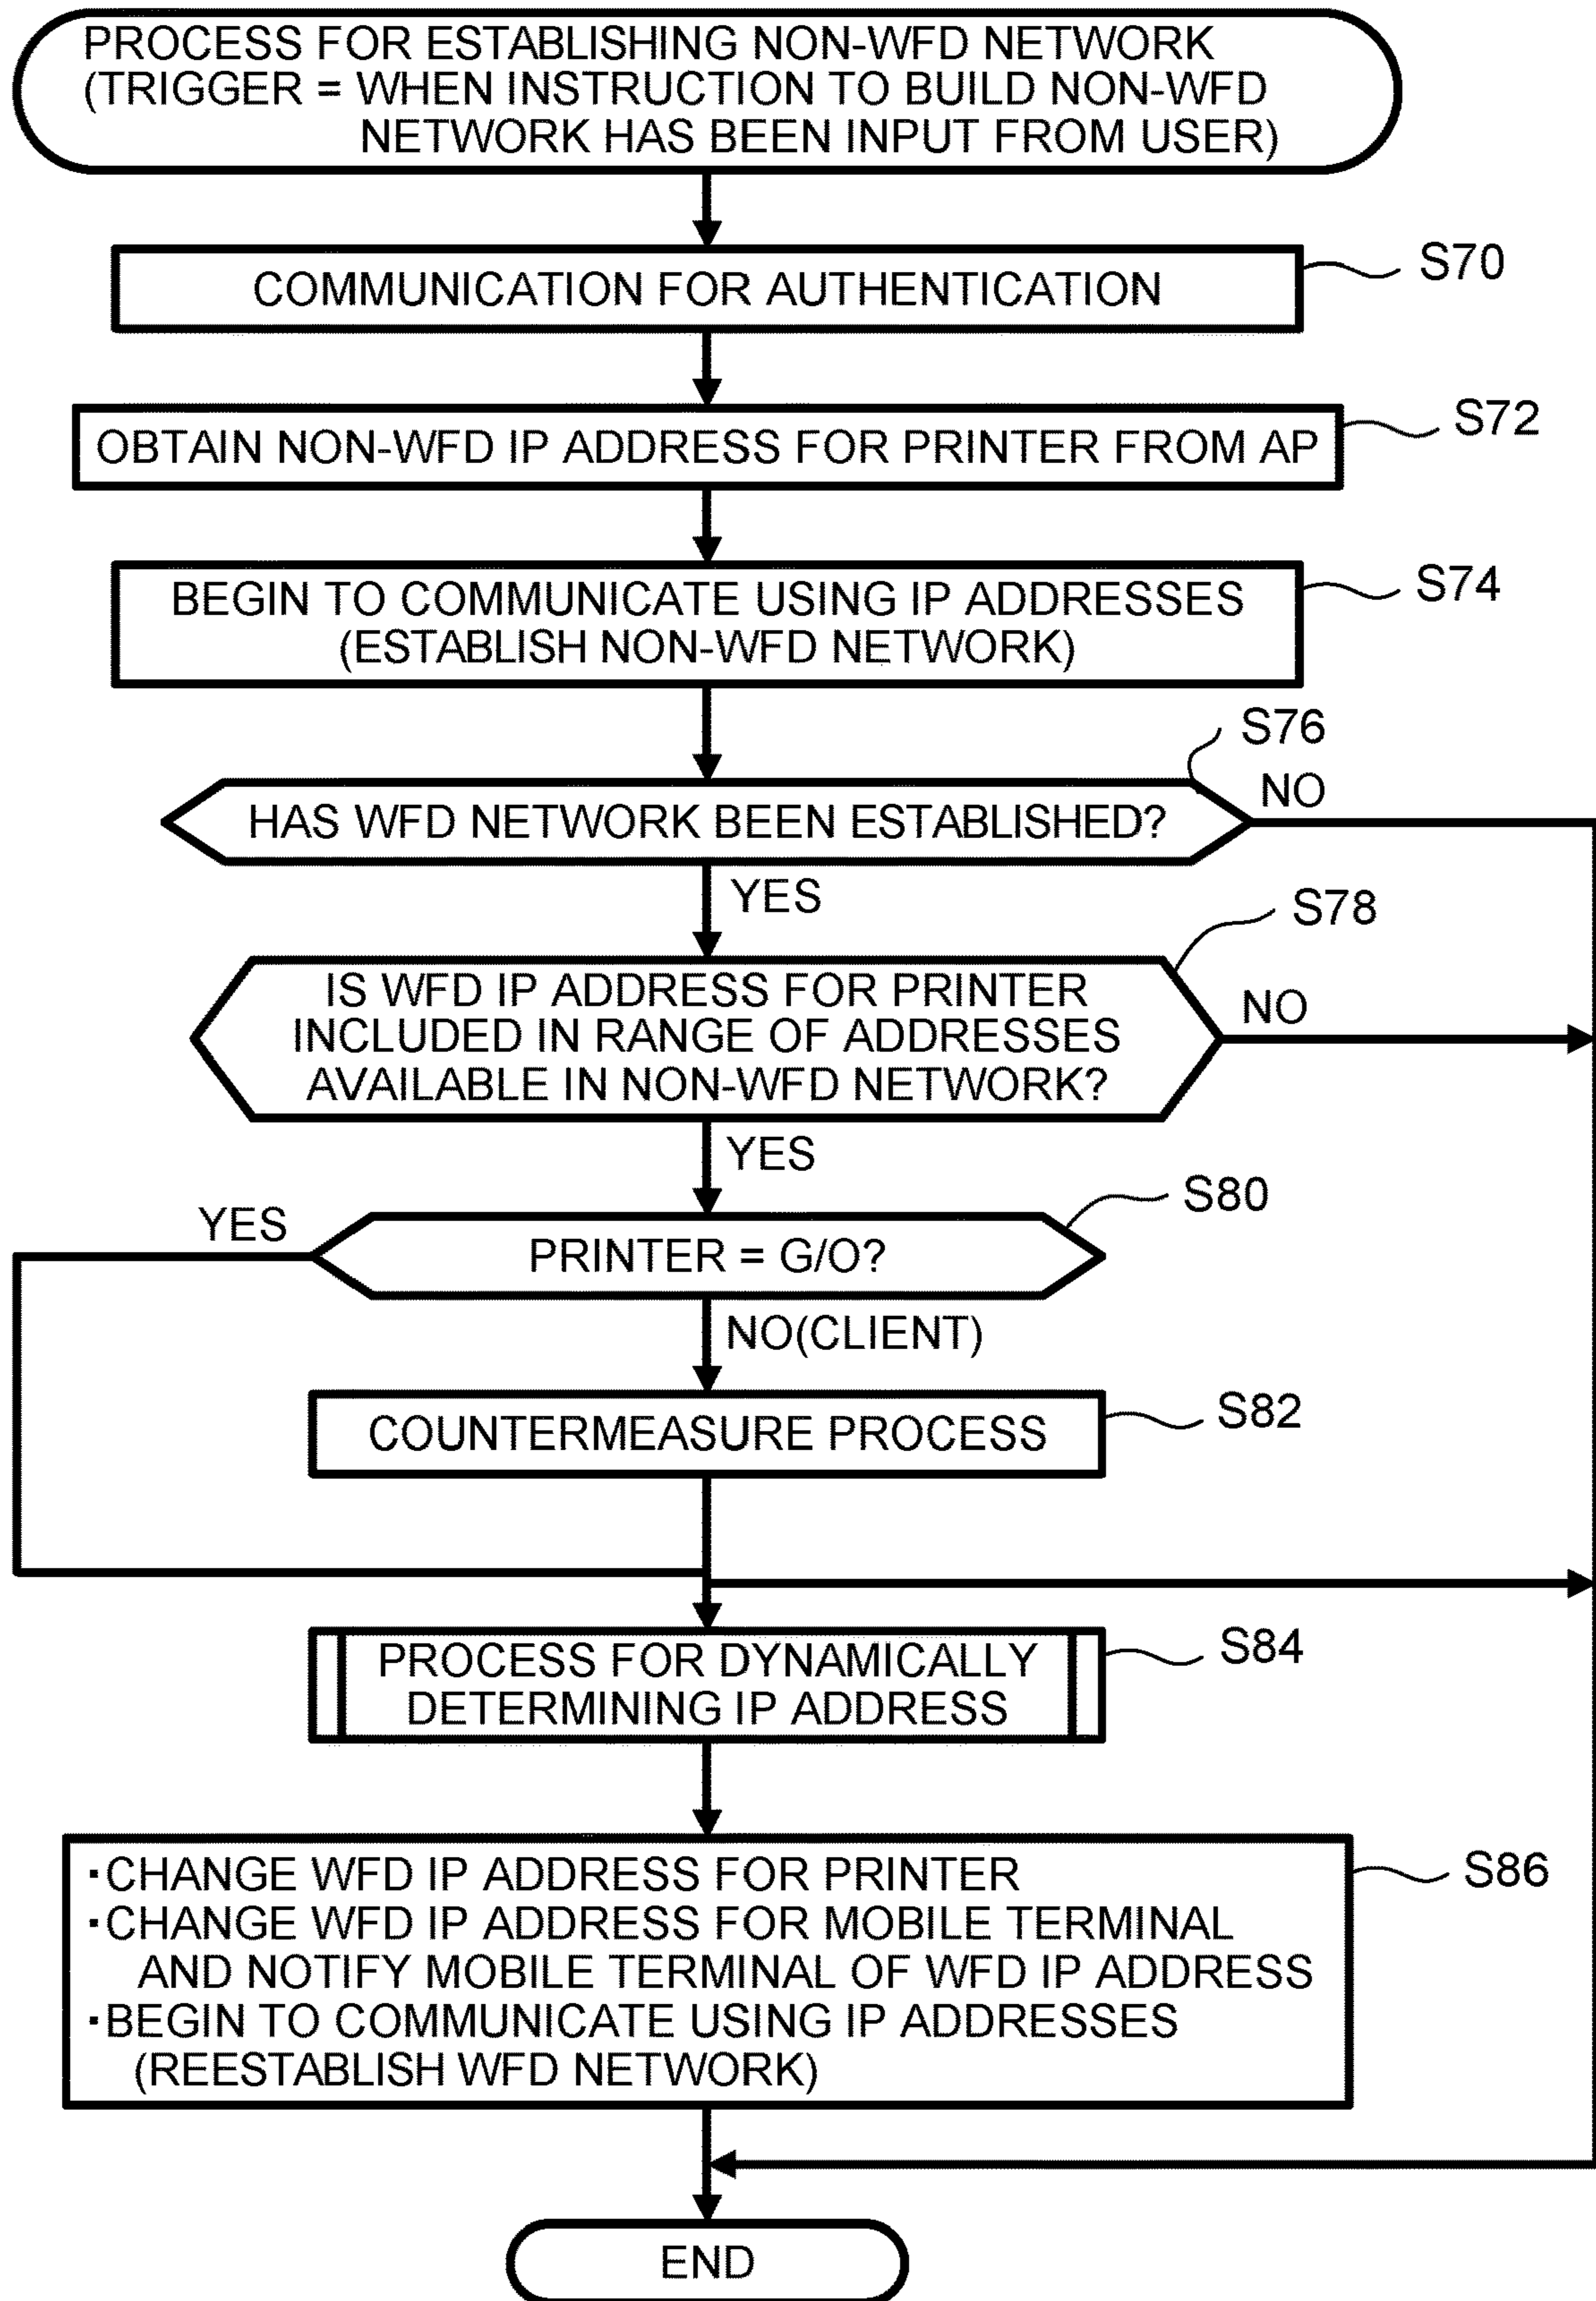 PROCESS FOR ESTABLISHING NON-WFD NETWORK
(TRIGGER = WHEN INSTRUCTION TO BUILD NON-WFD
NETWORK HAS BEEN INPUT FROM USER)
COMMUNICATION FOR AUTHENTICATION
S70
OBTAIN NON-WFD IP ADDRESS FOR PRINTER FROM AP
S72
BEGIN TO COMMUNICATE USING IP ADDRESSES
(ESTABLISH NON-WFD NETWORK)
S74
S76
HAS WFD NETWORK BEEN ESTABLISHED?
NO
YES
S78
IS WFD IP ADDRESS FOR PRINTER
INCLUDED IN RANGE OF ADDRESSES
AVAILABLE IN NON-WFD NETWORK?
NO
YES
S80
YES
PRINTER = G/O?
NO(CLIENT)
COUNTERMEASURE PROCESS
S82
PROCESS FOR DYNAMICALLY
DETERMINING IP ADDRESS
S84
・CHANGE WFD IP ADDRESS FOR PRINTER
・CHANGE WFD IP ADDRESS FOR MOBILE TERMINAL
AND NOTIFY MOBILE TERMINAL OF WFD IP ADDRESS
・BEGIN TO COMMUNICATE USING IP ADDRESSES
(REESTABLISH WFD NETWORK)
S86
END